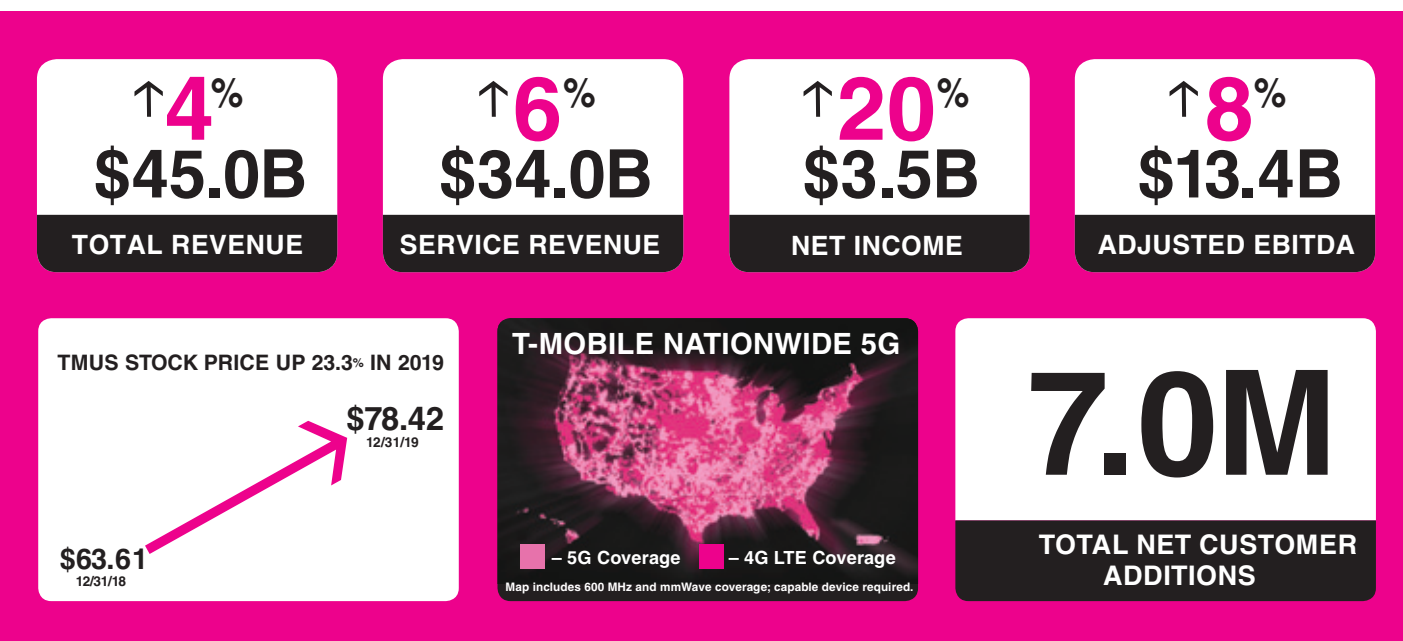 ↑4%
$45.0B
TOTAL REVENUE
↑6%
$34.0B
SERVICE REVENUE
↑20%
$3.5B
NET INCOME
↑8%
$13.4B
ADJUSTED EBITDA
TMUS STOCK PRICE UP 23.3% IN 2019
$78.42
12/31/19
$63.61
12/31/18
T-MOBILE NATIONWIDE 5G
– 5G Coverage – 4G LTE Coverage
Map includes 600 MHz and mmWave coverage; capable device required.
7.0M
TOTAL NET CUSTOMER
ADDITIONS